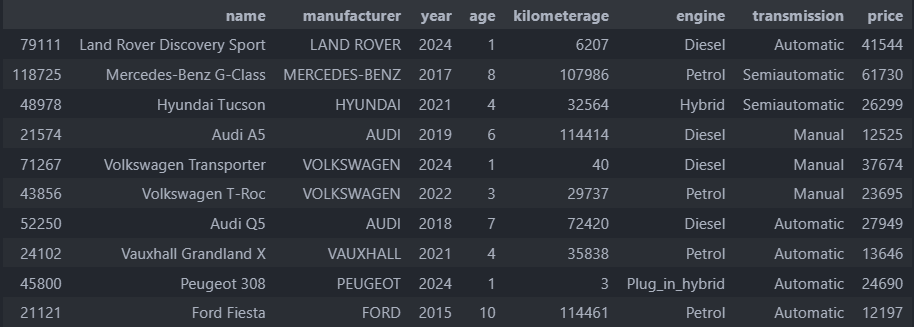 name manufacturer year age kilometerage engine transmission price
79111 Land Rover Discovery Sport LAND ROVER 2024 1 6207 Diesel Automatic 41544
118725 Mercedes-Benz G-Class MERCEDES-BENZ 2017 8 107986 Petrol Semiautomatic 61730
48978 Hyundai Tucson HYUNDAI 2021 4 32564 Hybrid Semiautomatic 26299
21574 Audi A5 AUDI 2019 6 114414 Diesel Manual 12525
71267 Volkswagen Transporter VOLKSWAGEN 2024 1 40 Diesel Manual 37674
43856 Volkswagen T-Roc VOLKSWAGEN 2022 3 29737 Petrol Manual 23695
52250 Audi Q5 AUDI 2018 7 72420 Diesel Automatic 27949
24102 Vauxhall Grandland X VAUXHALL 2021 4 35838 Petrol Automatic 13646
45800 Peugeot 308 PEUGEOT 2024 1 3 Plug_in_hybrid Automatic 24690
21121 Ford Fiesta FORD 2015 10 114461 Petrol Automatic 12197